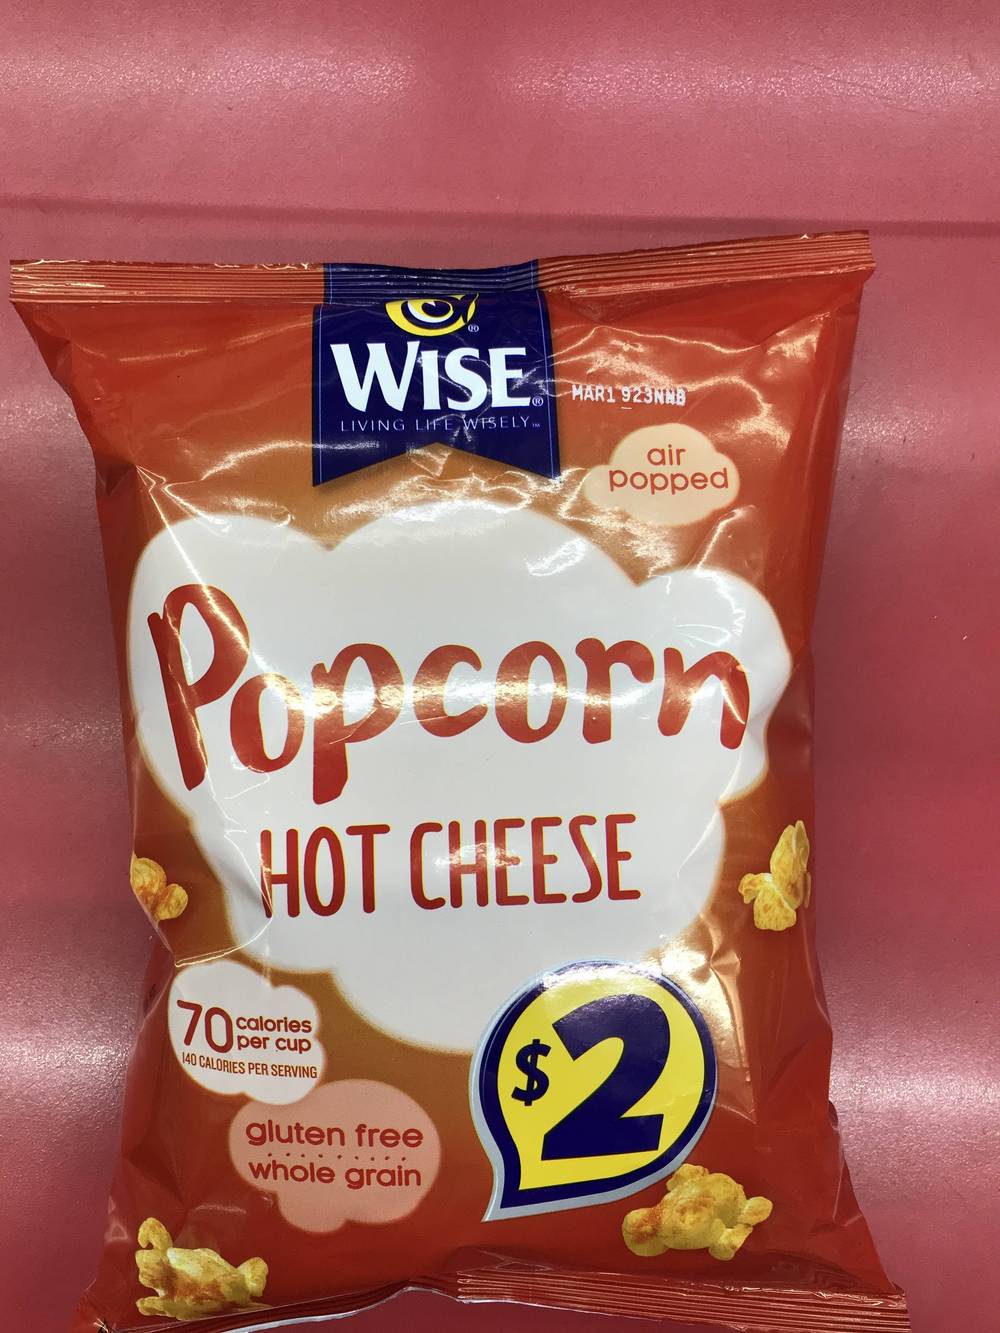 WISE®
LIVING LIFE WISELY™
MAR1 923NNB
air
popped
Popcorn
HOT CHEESE
70 calories
per cup
140 CALORIES PER SERVING
$2
gluten free
whole grain